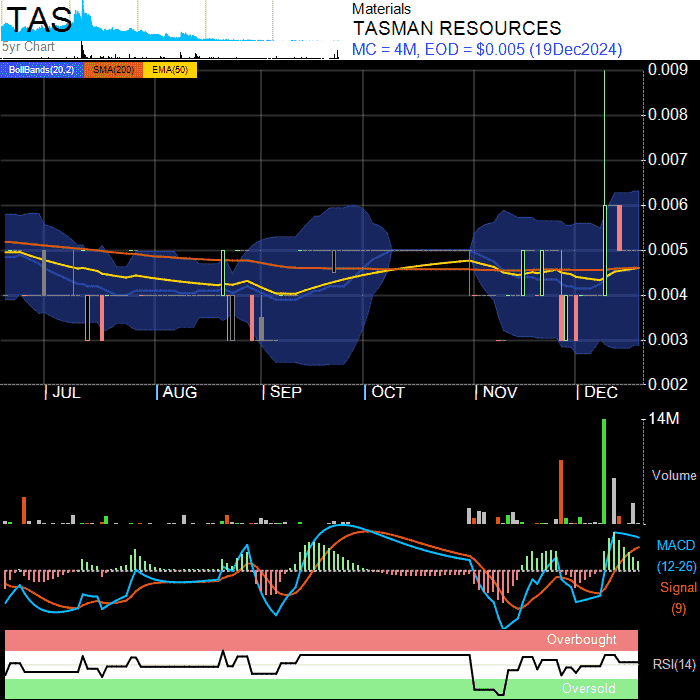 TAS
5yr Chart
Materials
TASMAN RESOURCES
MC = 4M, EOD = $0.005 (19Dec2024)
BollBands(20,2) SMA(200) EMA(50)
0.009
0.008
0.007
0.006
0.005
0.004
0.003
0.002
JUL AUG SEP OCT NOV DEC
14M
Volume
MACD
(12-26)
Signal
(9)
Overbought
RSI(14)
Oversold